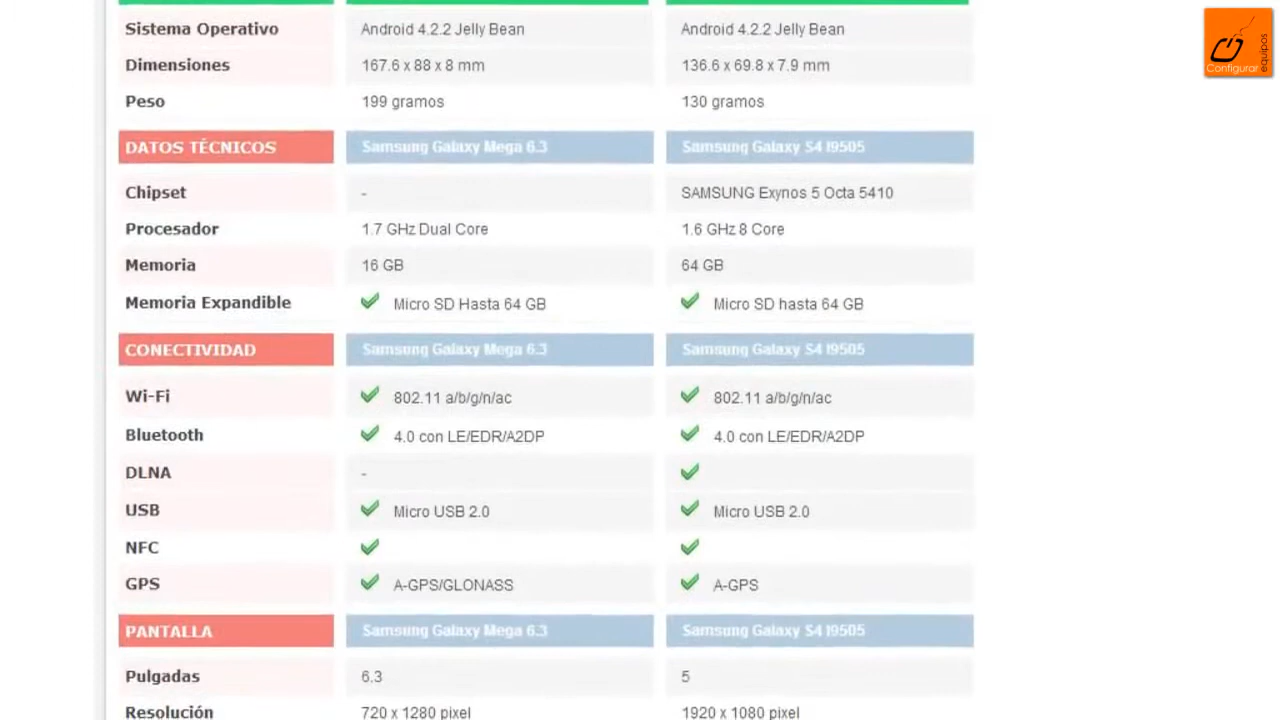 Sistema Operativo Android 4.2.2 Jelly Bean Android 4.2.2 Jelly Bean
Dimensiones 167.6 x 88 x 8 mm 136.6 x 69.8 x 7.9 mm
Peso 199 gramos 130 gramos
DATOS TÉCNICOS Samsung Galaxy Mega 6.3 Samsung Galaxy S4 I9505
Chipset - SAMSUNG Exynos 5 Octa 5410
Procesador 1.7 GHz Dual Core 1.6 GHz 8 Core
Memoria 16 GB 64 GB
Memoria Expandible Micro SD Hasta 64 GB Micro SD hasta 64 GB
CONECTIVIDAD Samsung Galaxy Mega 6.3 Samsung Galaxy S4 I9505
Wi-Fi 802.11 a/b/g/n/ac 802.11 a/b/g/n/ac
Bluetooth 4.0 con LE/EDR/A2DP 4.0 con LE/EDR/A2DP
DLNA -
USB Micro USB 2.0 Micro USB 2.0
NFC
GPS A-GPS/GLONASS A-GPS
PANTALLA Samsung Galaxy Mega 6.3 Samsung Galaxy S4 I9505
Pulgadas 6.3 5
Resolución 720 x 1280 pixel 1920 x 1080 pixel
Configurar equipos